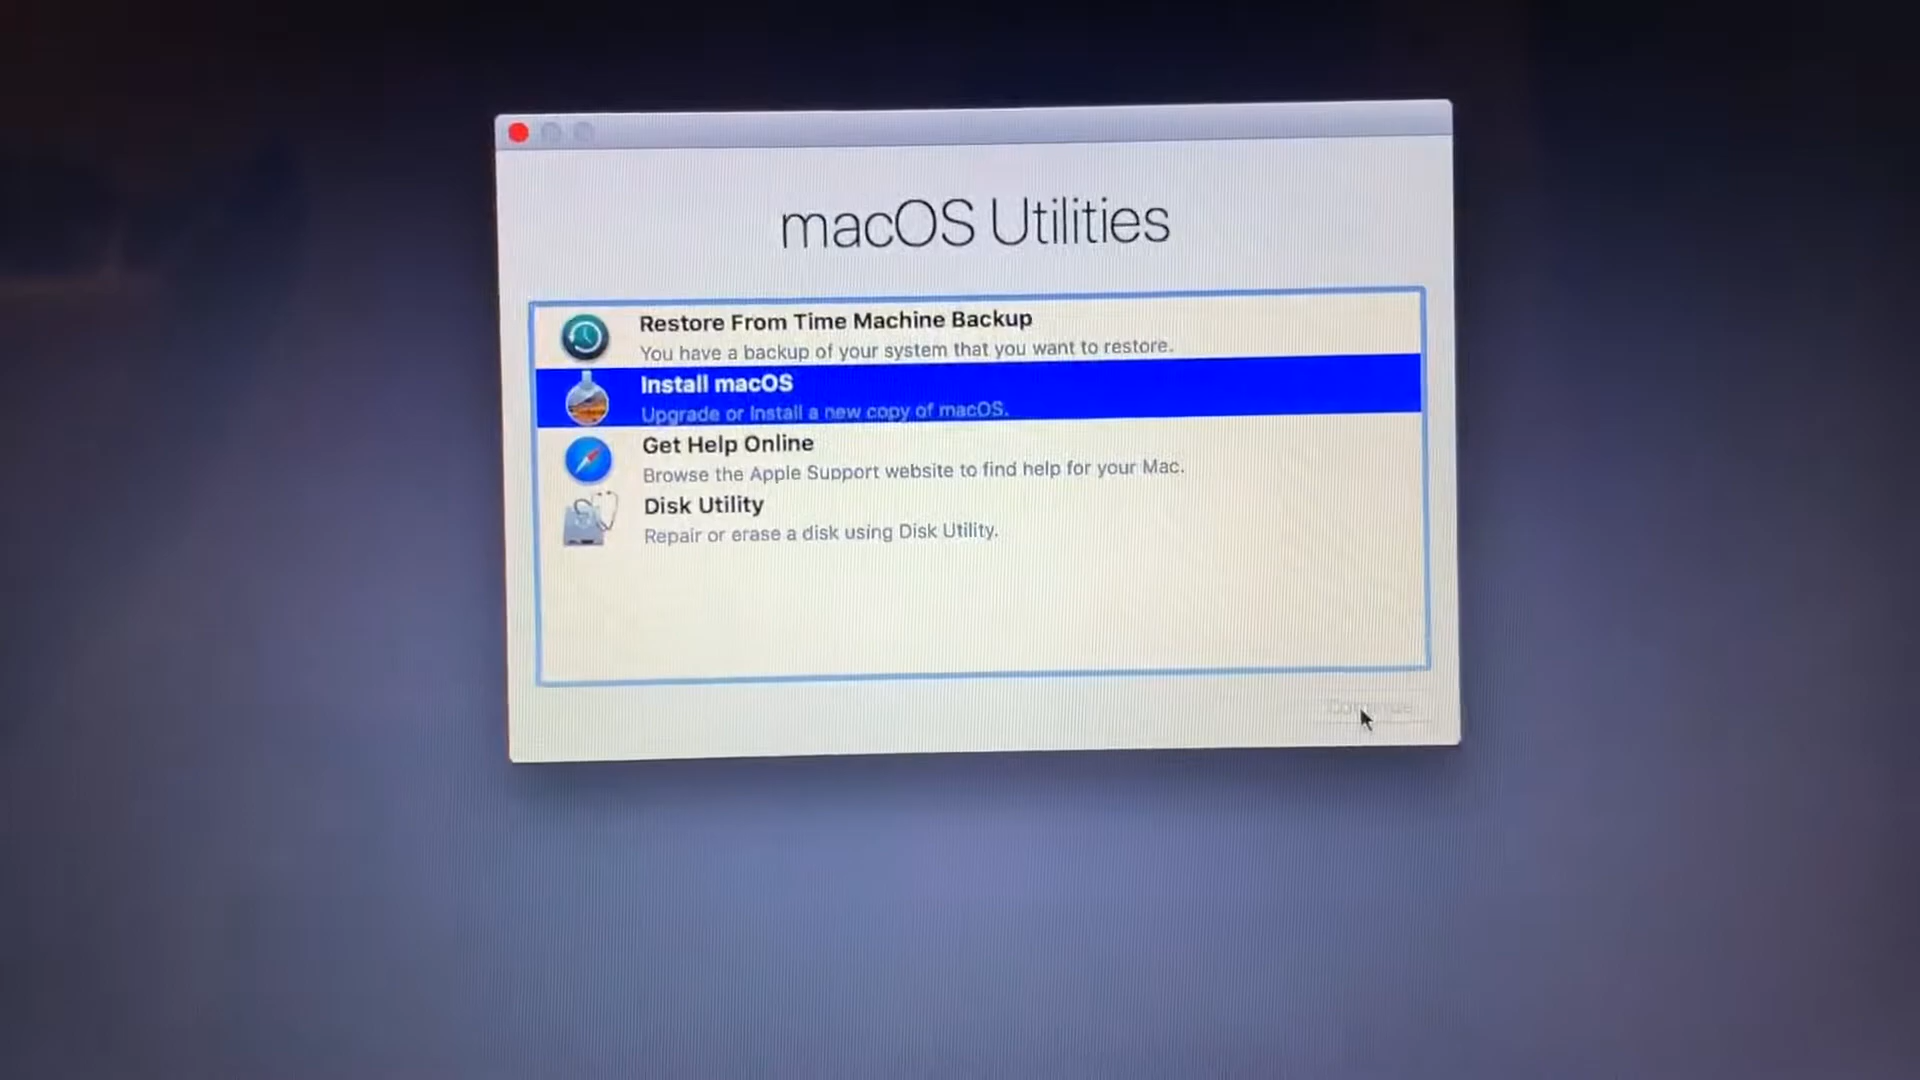 macOS Utilities
Restore From Time Machine Backup
You have a backup of your system that you want to restore.
Install macOS
Upgrade or Install a new copy of macOS.
Get Help Online
Browse the Apple Support website to find help for your Mac.
Disk Utility
Repair or erase a disk using Disk Utility.
Continue